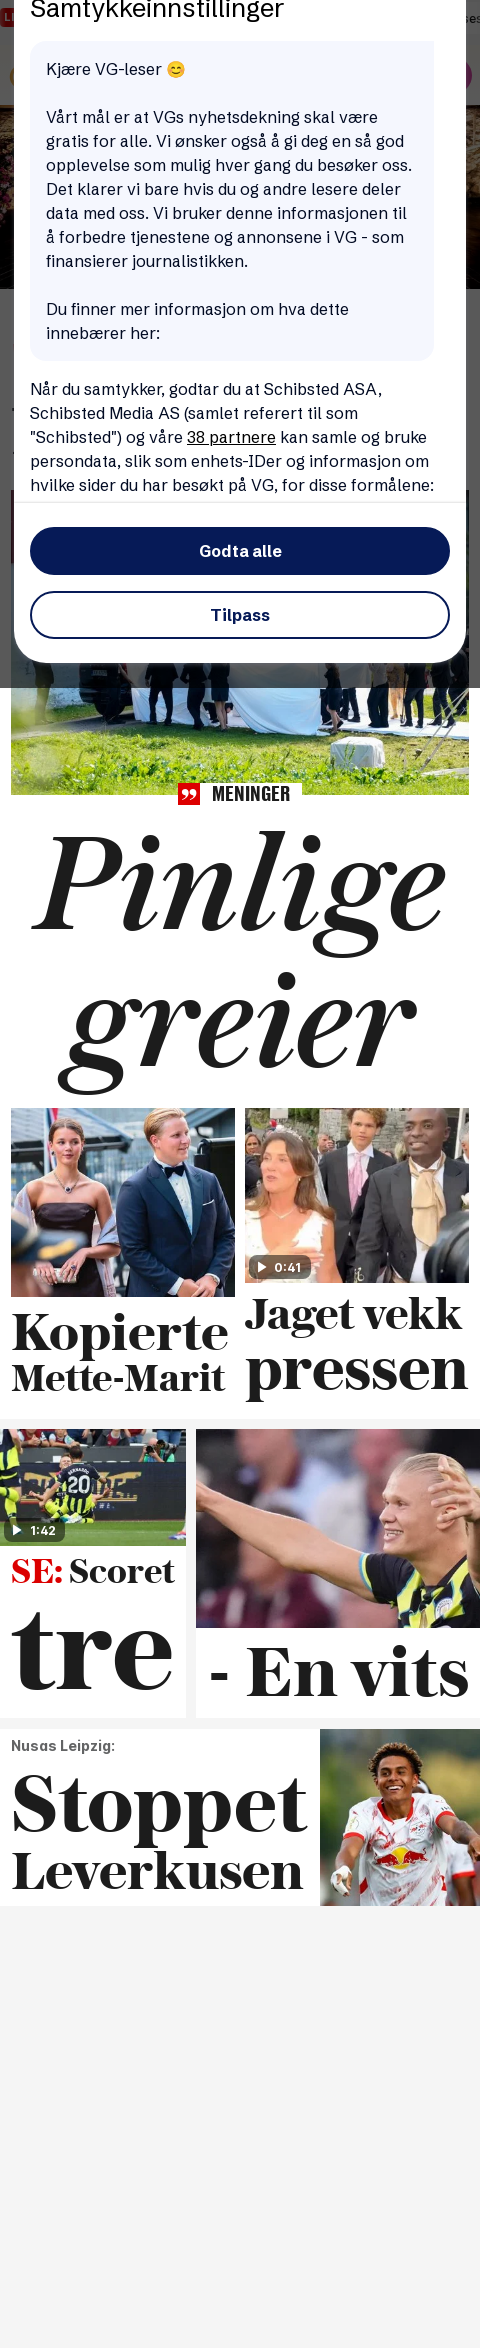 Samtykkeinnstillinger
Kjære VG-leser 😊
Vårt mål er at VGs nyhetsdekning skal være
gratis for alle. Vi ønsker også å gi deg en så god
opplevelse som mulig hver gang du besøker oss.
Det klarer vi bare hvis du og andre lesere deler
data med oss. Vi bruker denne informasjonen til
å forbedre tjenestene og annonsene i VG - som
finansierer journalistikken.
Du finner mer informasjon om hva dette
innebærer her:
Når du samtykker, godtar du at Schibsted ASA,
Schibsted Media AS (samlet referert til som
"Schibsted") og våre 38 partnere kan samle og bruke
persondata, slik som enhets-IDer og informasjon om
hvilke sider du har besøkt på VG, for disse formålene:
Godta alle
Tilpass
MENINGER
Pinlige
greier
0:41
Kopierte
Mette-Marit
Jaget vekk
pressen
BERNARDO
20
1:42
SE: Scoret
tre
- En vits
Nusas Leipzig:
Stoppet
Leverkusen